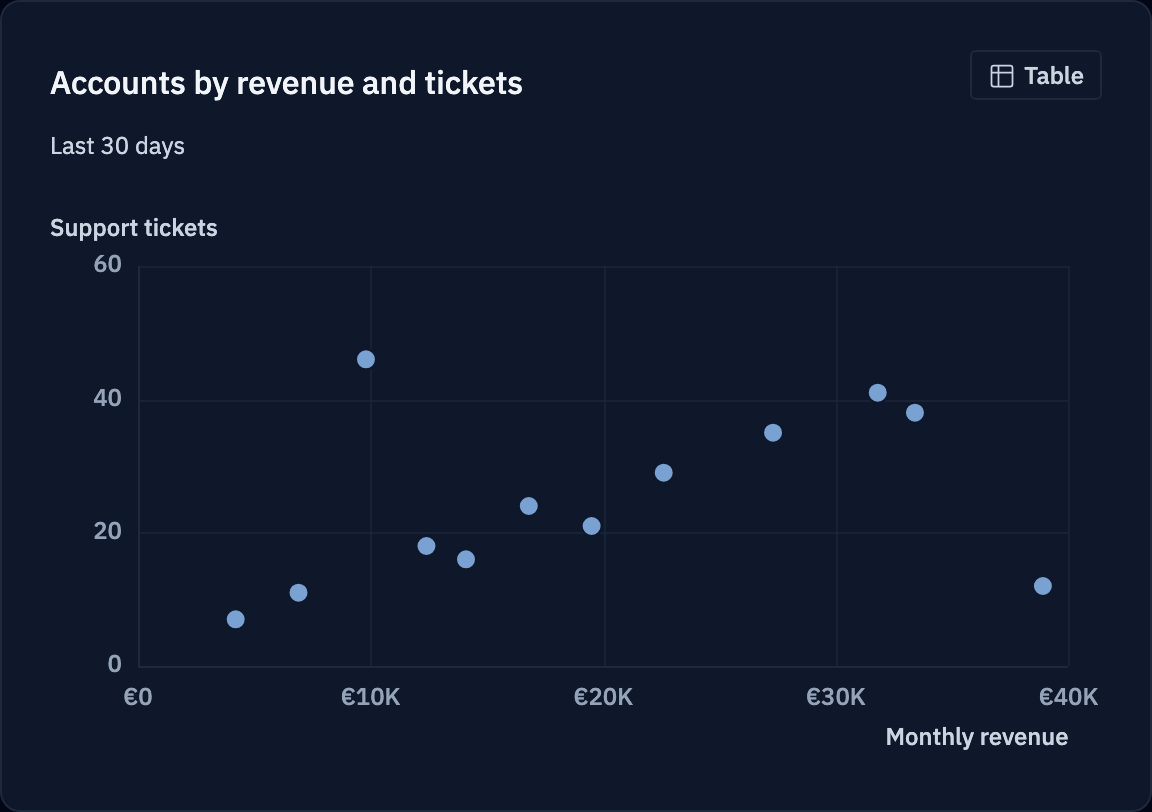 Accounts by revenue and tickets
Table
Last 30 days
Support tickets
60
40
20
0
€0
€10K
€20K
€30K
€40K
Monthly revenue